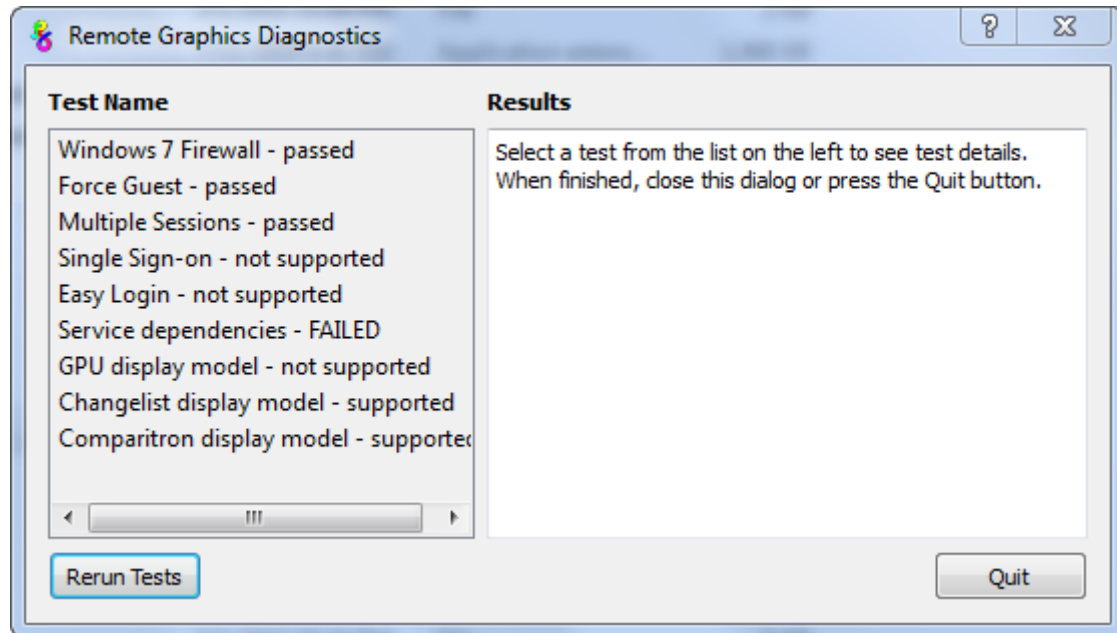 Remote Graphics Diagnostics
Test Name
Windows 7 Firewall - passed
Force Guest - passed
Multiple Sessions - passed
Single Sign-on - not supported
Easy Login - not supported
Service dependencies - FAILED
GPU display model - not supported
Changelist display model - supported
Comparitron display model - supported
Results
Select a test from the list on the left to see test details.
When finished, close this dialog or press the Quit button.
Rerun Tests
Quit